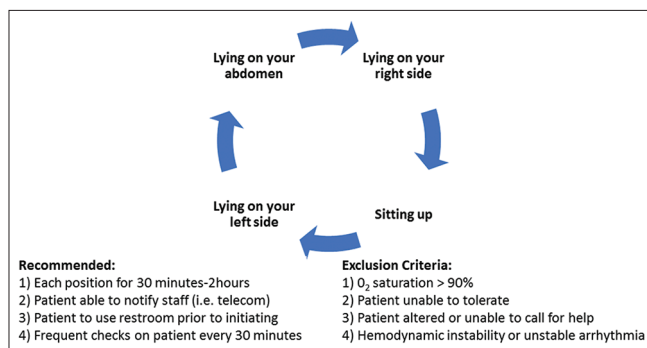 Lying on your
abdomen
Lying on your
right side
Lying on your
left side
Sitting up
Recommended:
1) Each position for 30 minutes-2hours
2) Patient able to notify staff (i.e. telecom)
3) Patient to use restroom prior to initiating
4) Frequent checks on patient every 30 minutes
Exclusion Criteria:
1) O₂ saturation > 90%
2) Patient unable to tolerate
3) Patient altered or unable to call for help
4) Hemodynamic instability or unstable arrhythmia